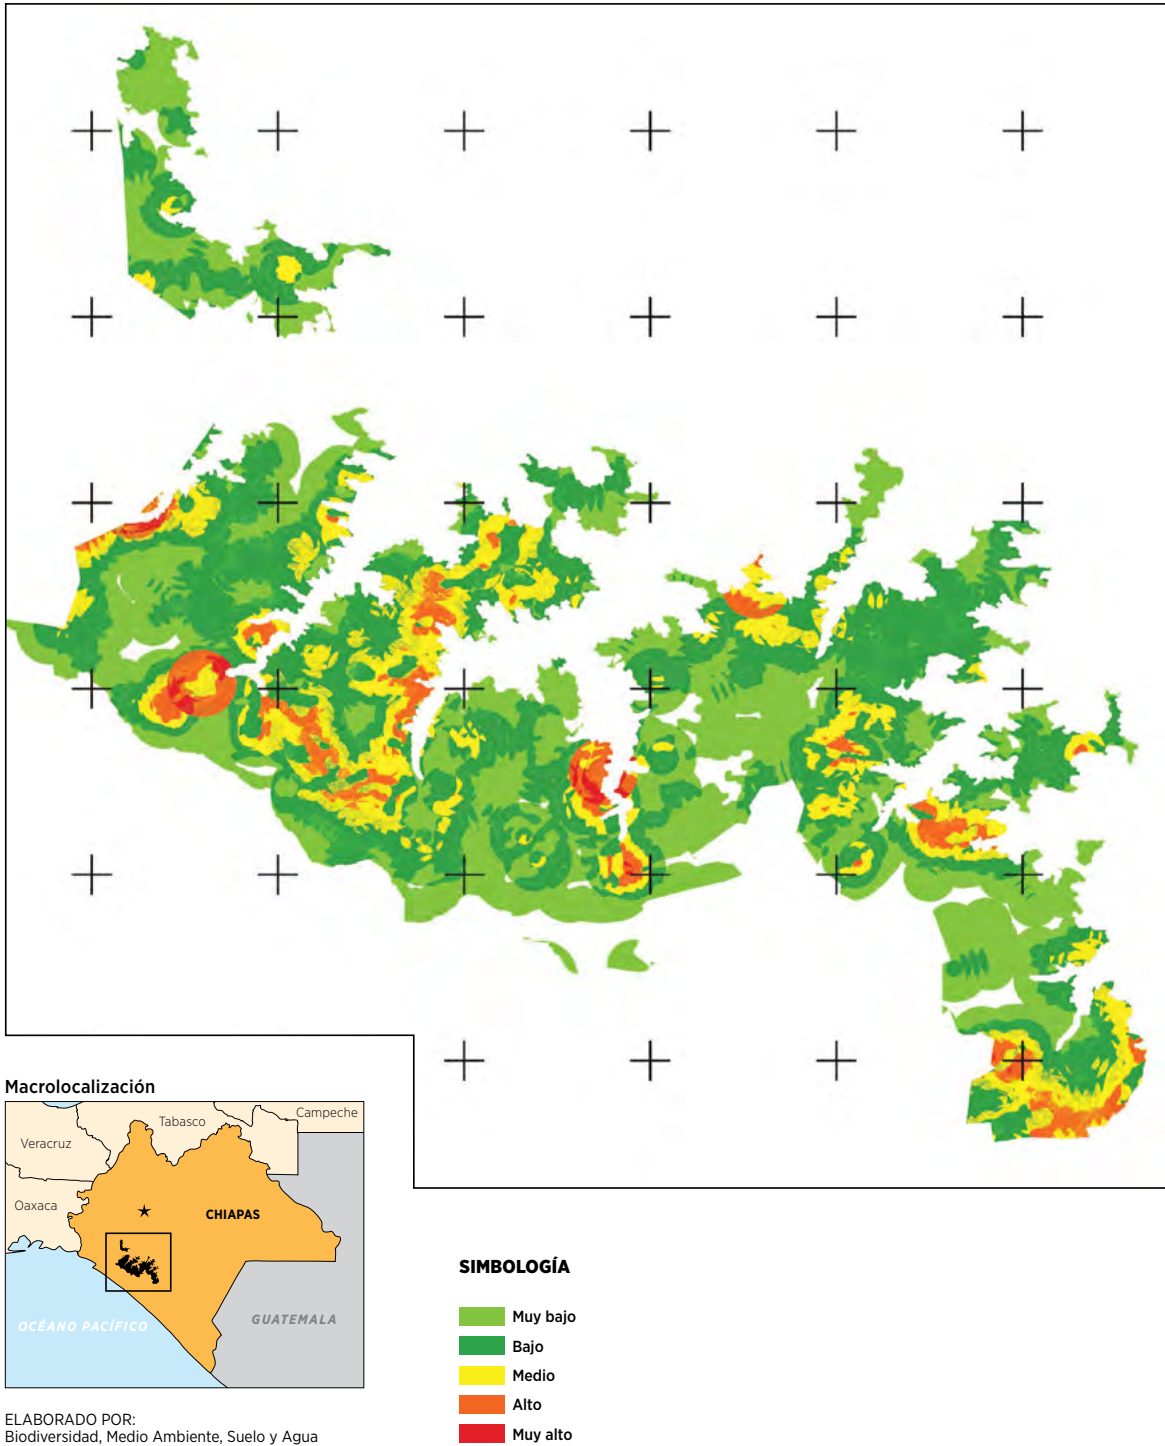 Macrolocalización
Campeche
Tabasco
Veracruz
Oaxaca
CHIAPAS
GUATEMALA
OCÉANO PACÍFICO
ELABORADO POR:
Biodiversidad, Medio Ambiente, Suelo y Agua
SIMBOLOGÍA
Muy bajo
Bajo
Medio
Alto
Muy alto